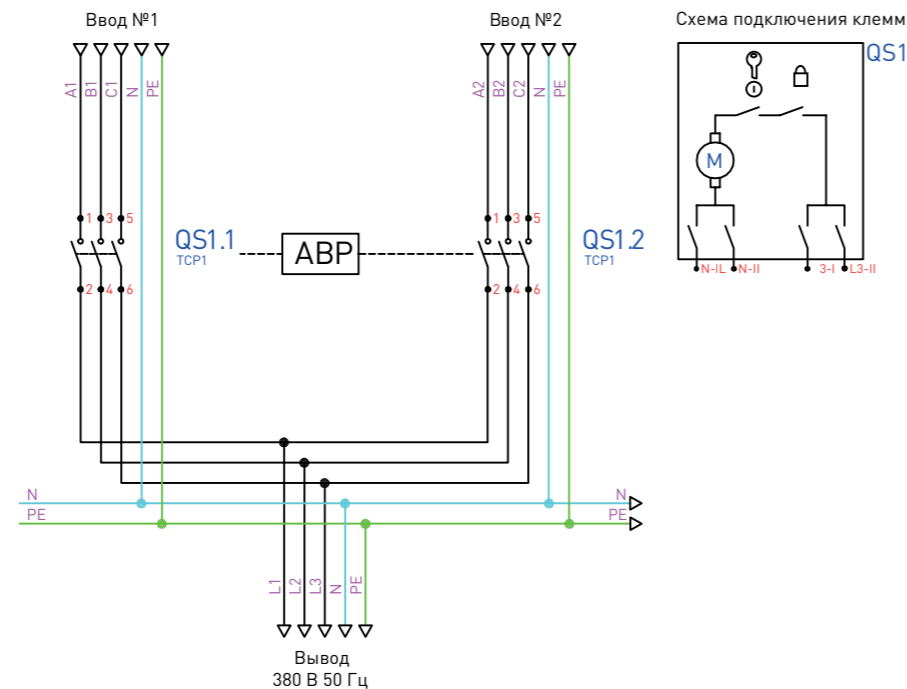 Ввод №1
Ввод №2
Схема подключения клемм
QS1
A1
B1
C1
N
PE
A2
B2
C2
N
PE
M
1
3
5
1
3
5
QS1.1
TCP1
АВР
QS1.2
TCP1
N-IL
N-II
3-I
L3-II
2
4
6
2
4
6
N
N
PE
PE
L1
L2
L3
N
PE
Вывод
380 В 50 Гц